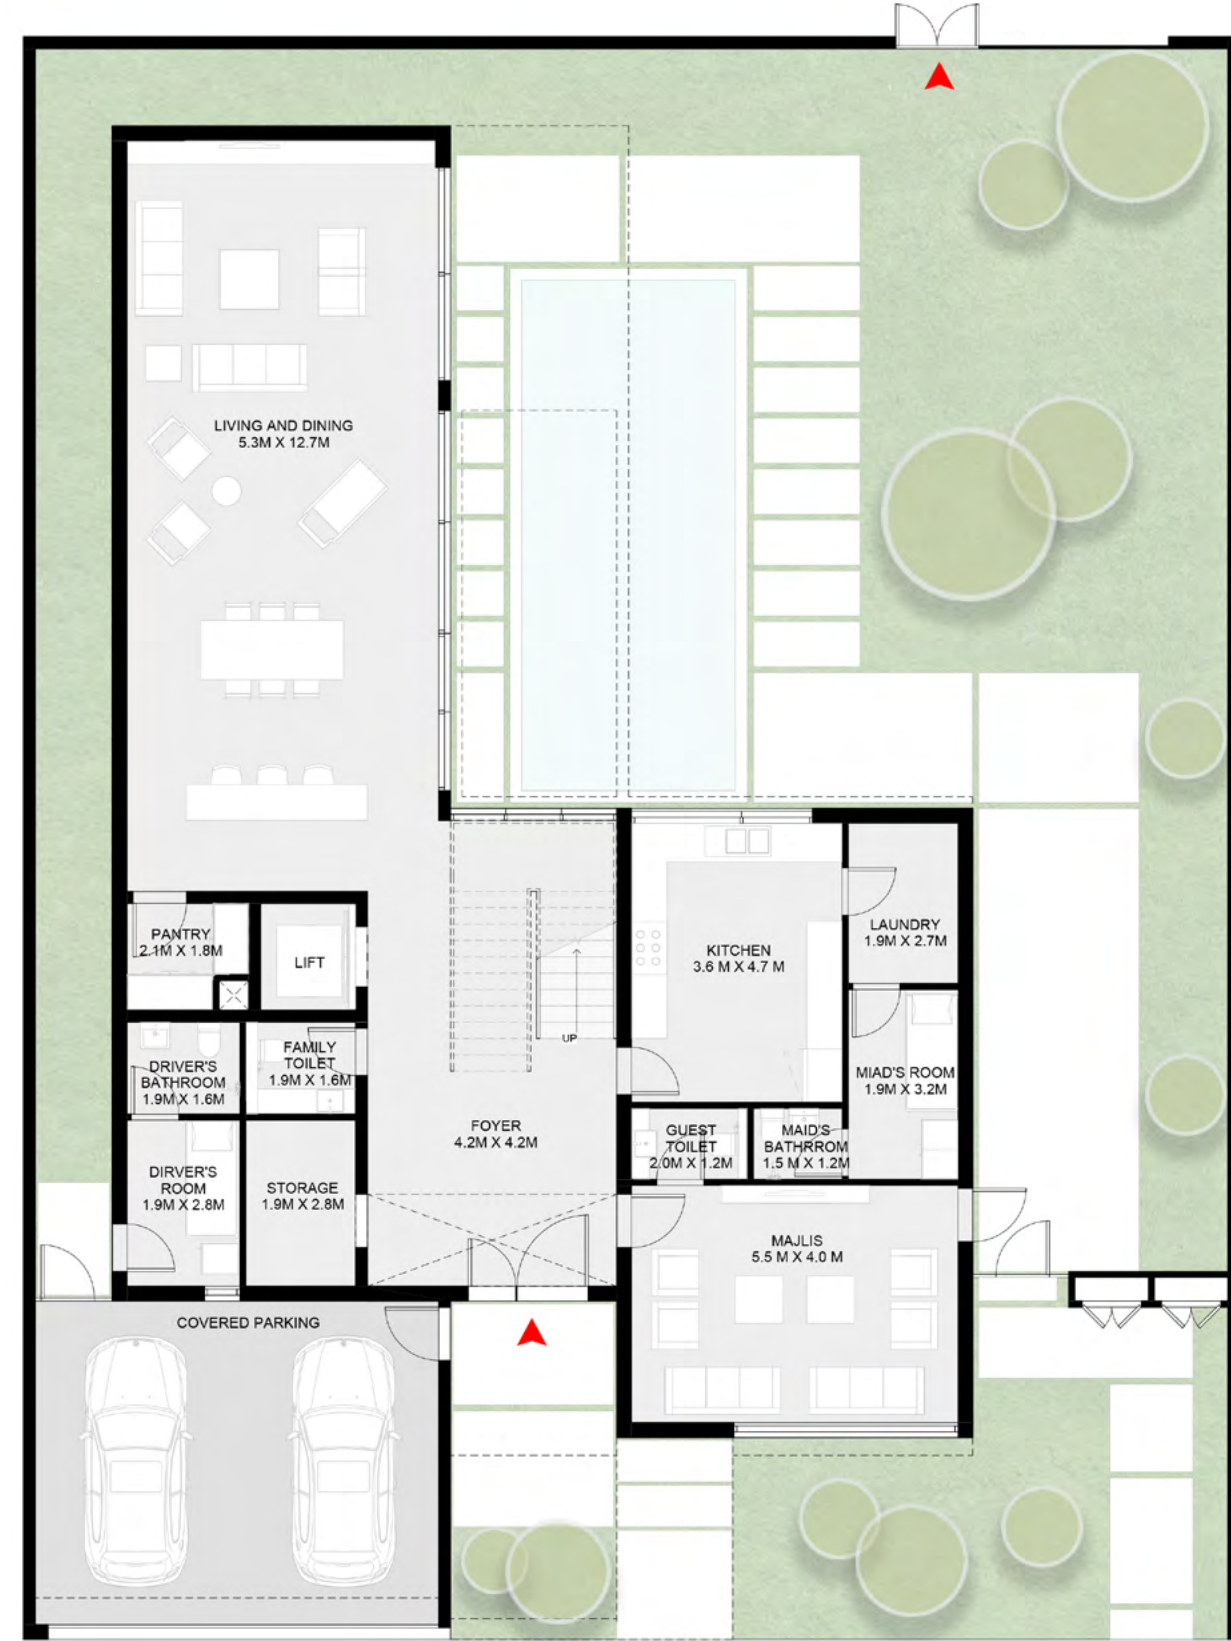 LIVING AND DINING
5.3M X 12.7M
PANTRY
2.1M X 1.8M
LIFT
KITCHEN
3.6 M X 4.7 M
LAUNDRY
1.9M X 2.7M
UP
DRIVER'S
BATHROOM
1.9M X 1.6M
FAMILY
TOILET
1.9M X 1.6M
MIAD'S ROOM
1.9M X 3.2M
FOYER
4.2M X 4.2M
GUEST
TOILET
2.0M X 1.2M
MAID'S
BATHRROM
1.5 M X 1.2M
DIRVER'S
ROOM
1.9M X 2.8M
STORAGE
1.9M X 2.8M
MAJLIS
5.5 M X 4.0 M
COVERED PARKING